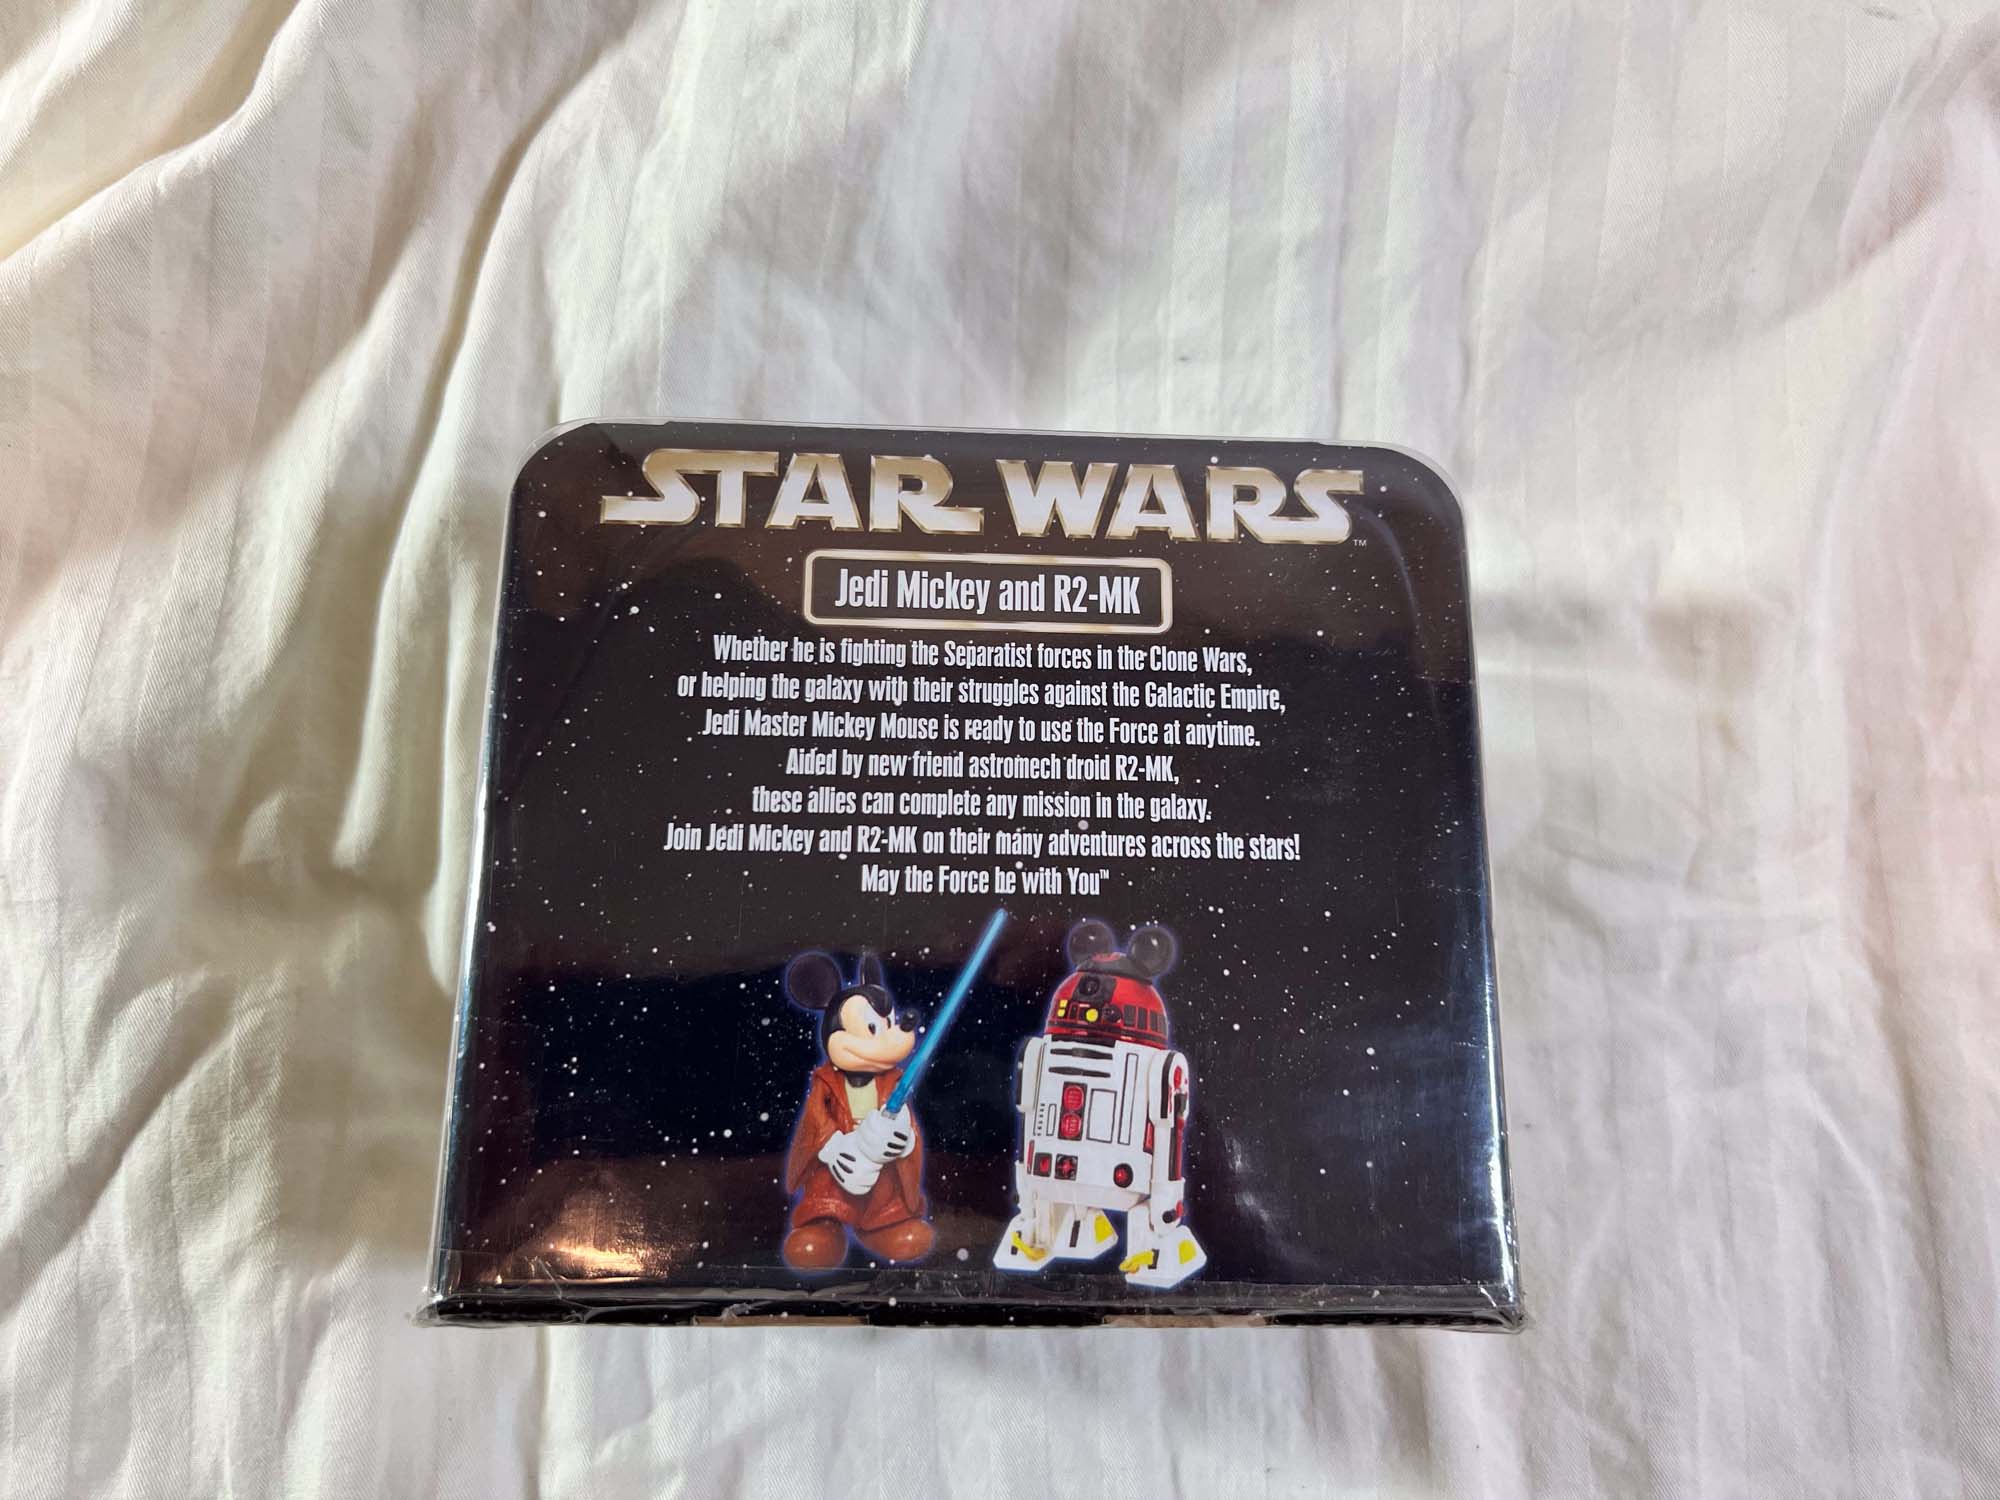 STAR WARS
TM
Jedi Mickey and R2-MK
Whether he is fighting the Separatist forces in the Clone Wars,
or helping the galaxy with their struggles against the Galactic Empire,
Jedi Master Mickey Mouse is ready to use the Force at anytime.
Aided by new friend astromech droid R2-MK,
these allies can complete any mission in the galaxy.
Join Jedi Mickey and R2-MK on their many adventures across the stars!
May the Force be with You™